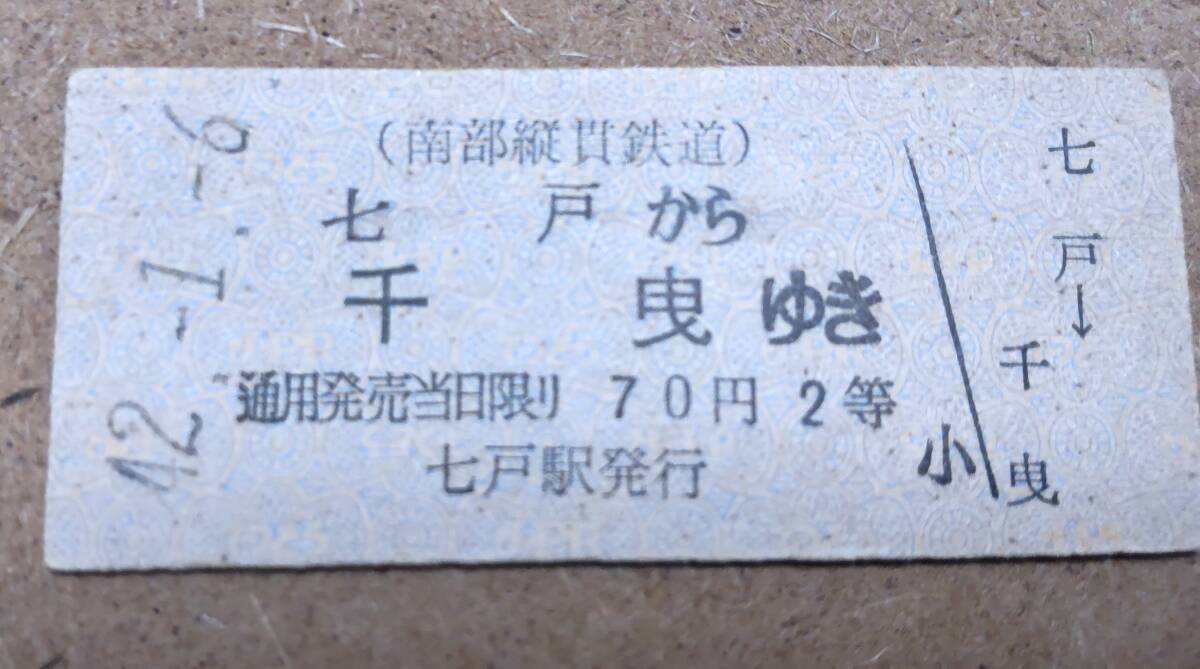 42.-1.-6
(南部縦貫鉄道)
七戸から
千曳ゆき
通用発売当日限り 70円 2等
七戸駅発行
小
七戸→千曳